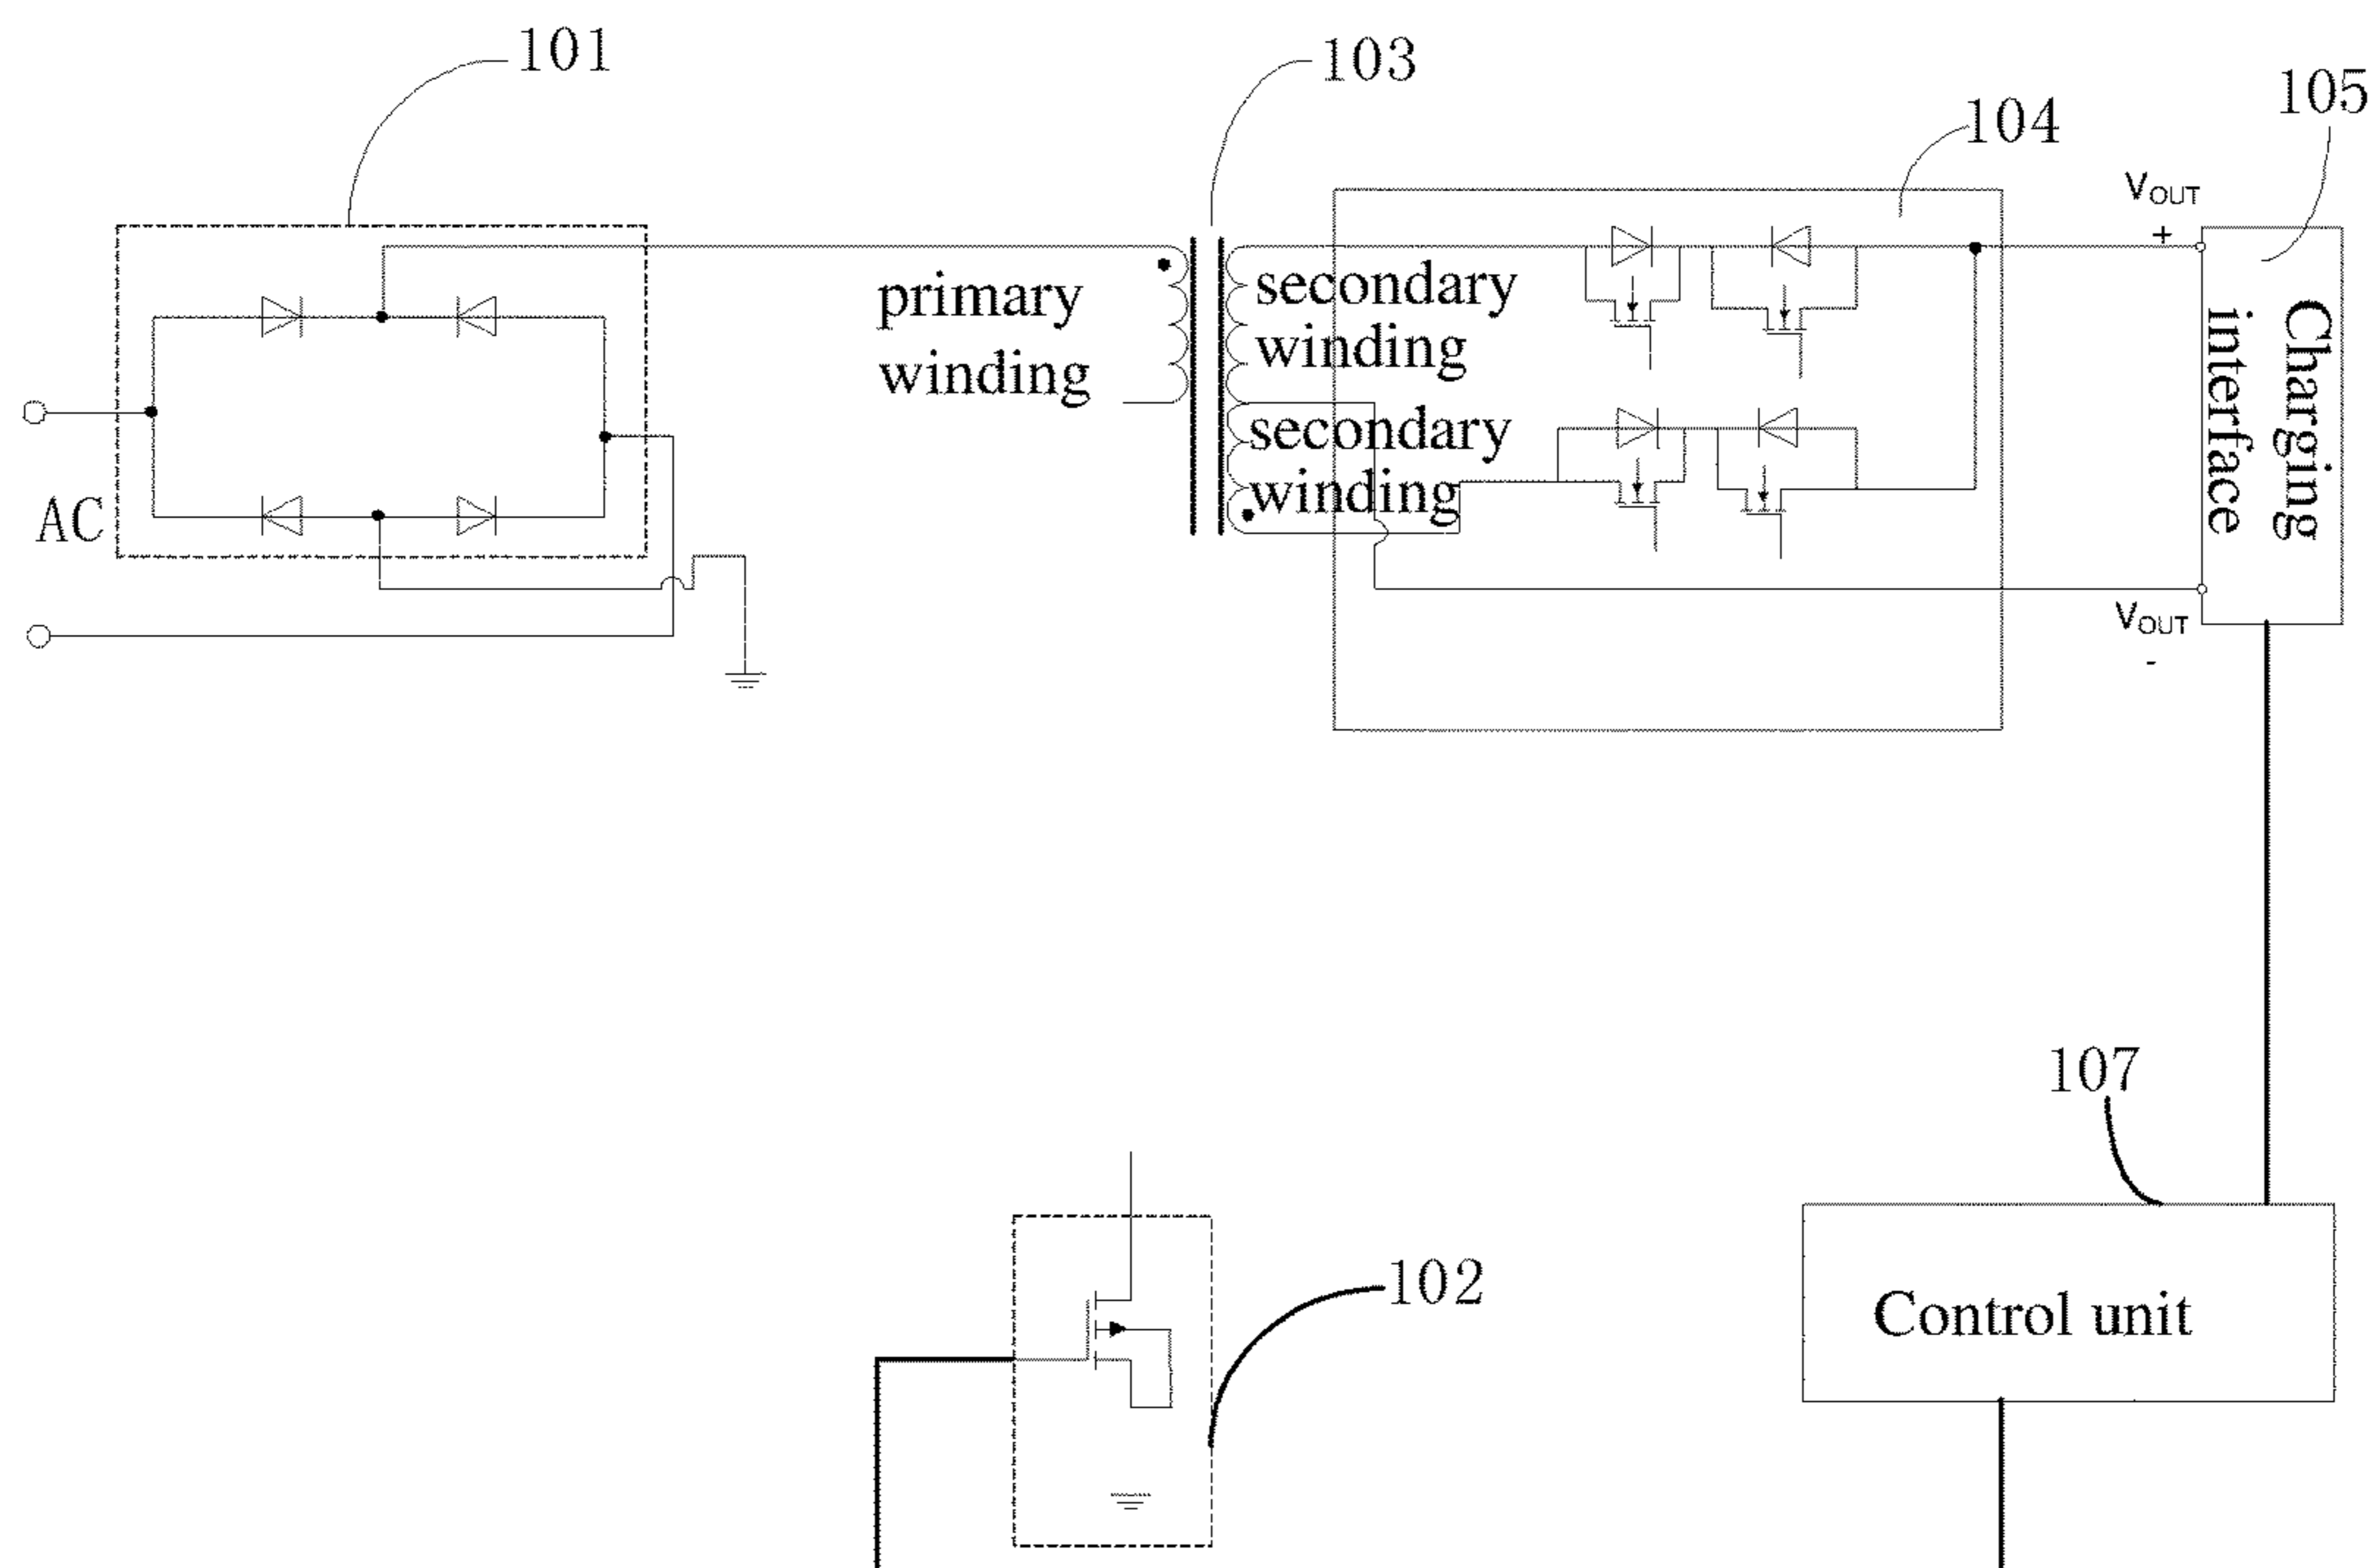 101
103
105
104
VOUT
+
primary
winding
secondary
winding
secondary
winding
Charging
interface
AC
VOUT
-
107
102
Control unit